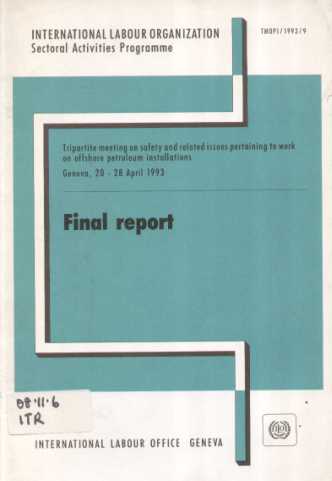 INTERNATIONAL LABOUR ORGANIZATION
Sectoral Activities Programme
TMOPI/1993/9
Tripartite meeting on safety and related issues pertaining to work
on offshore petroleum installations
Geneva, 20 - 28 April 1993
Final report
08·11·6
ITR
INTERNATIONAL LABOUR OFFICE GENEVA